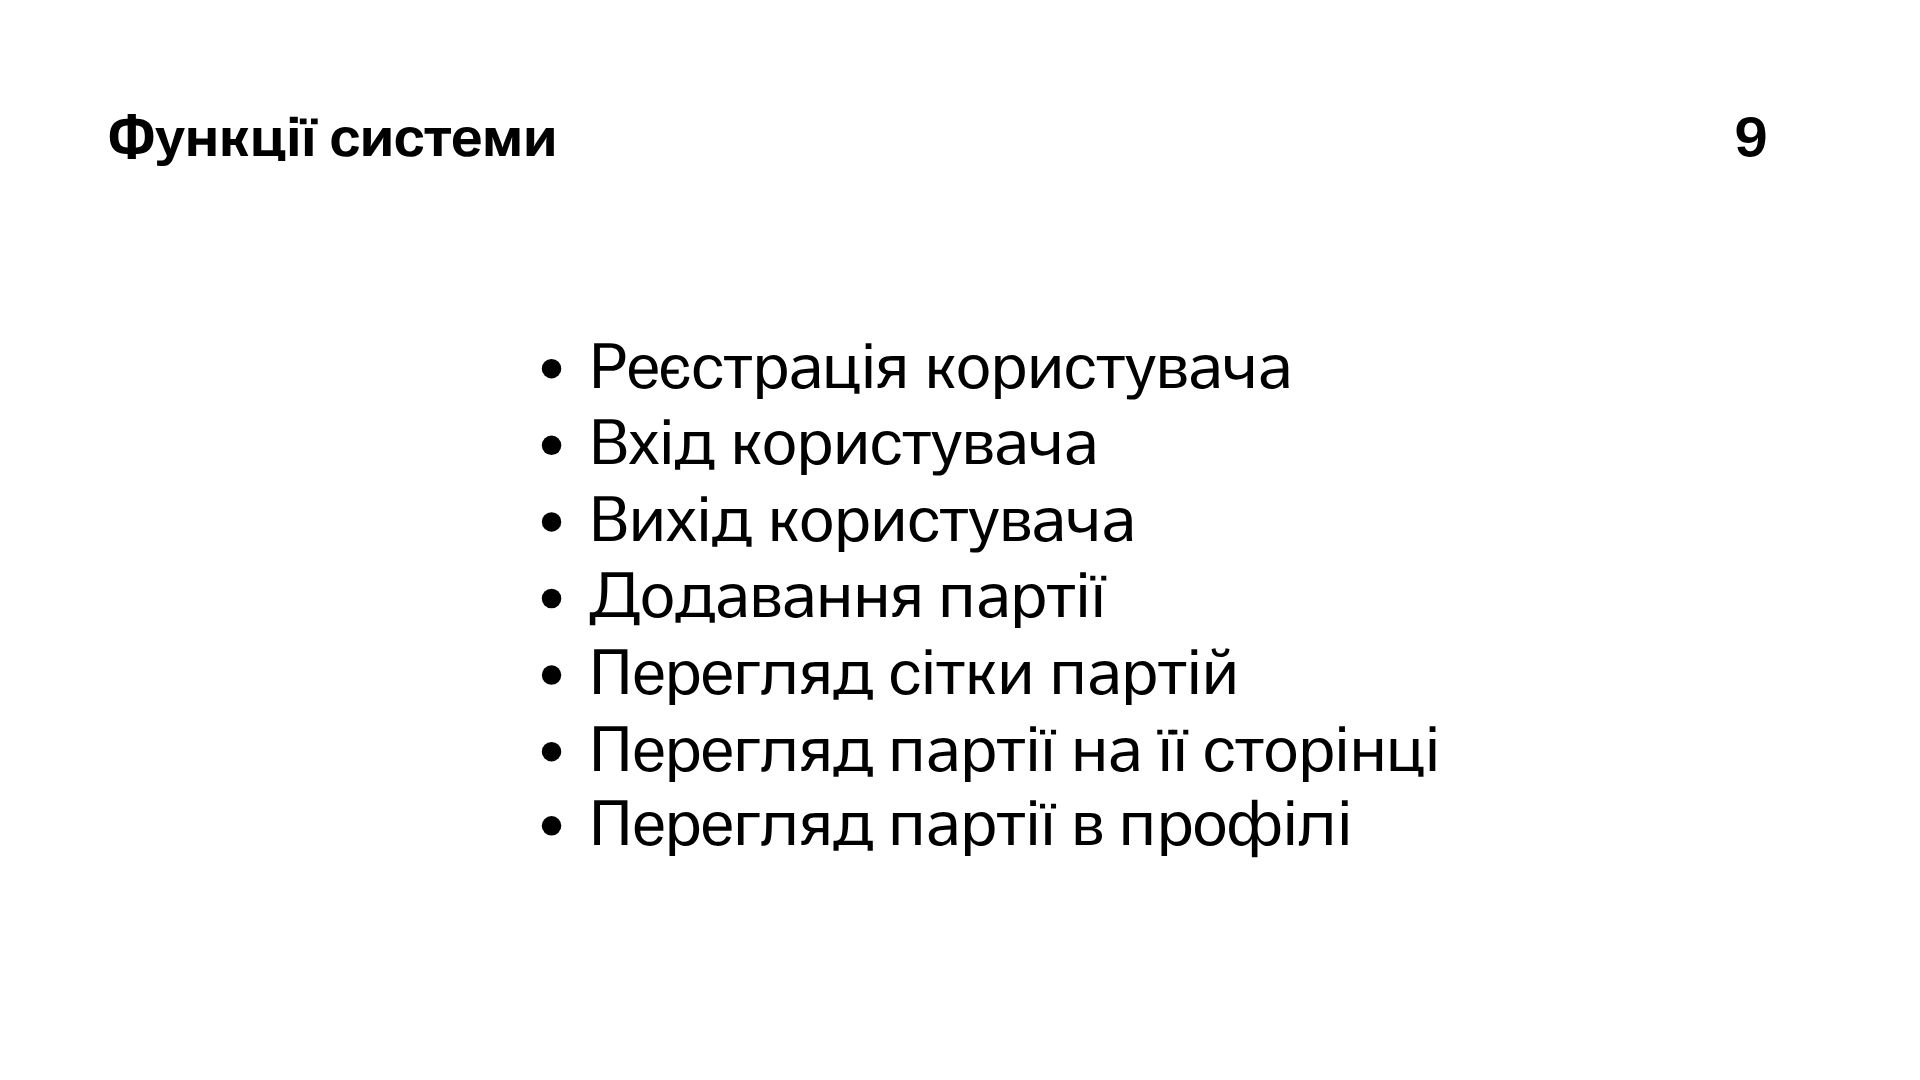 Функції системи
9
• Реєстрація користувача
• Вхід користувача
• Вихід користувача
• Додавання партії
• Перегляд сітки партій
• Перегляд партії на її сторінці
• Перегляд партії в профілі